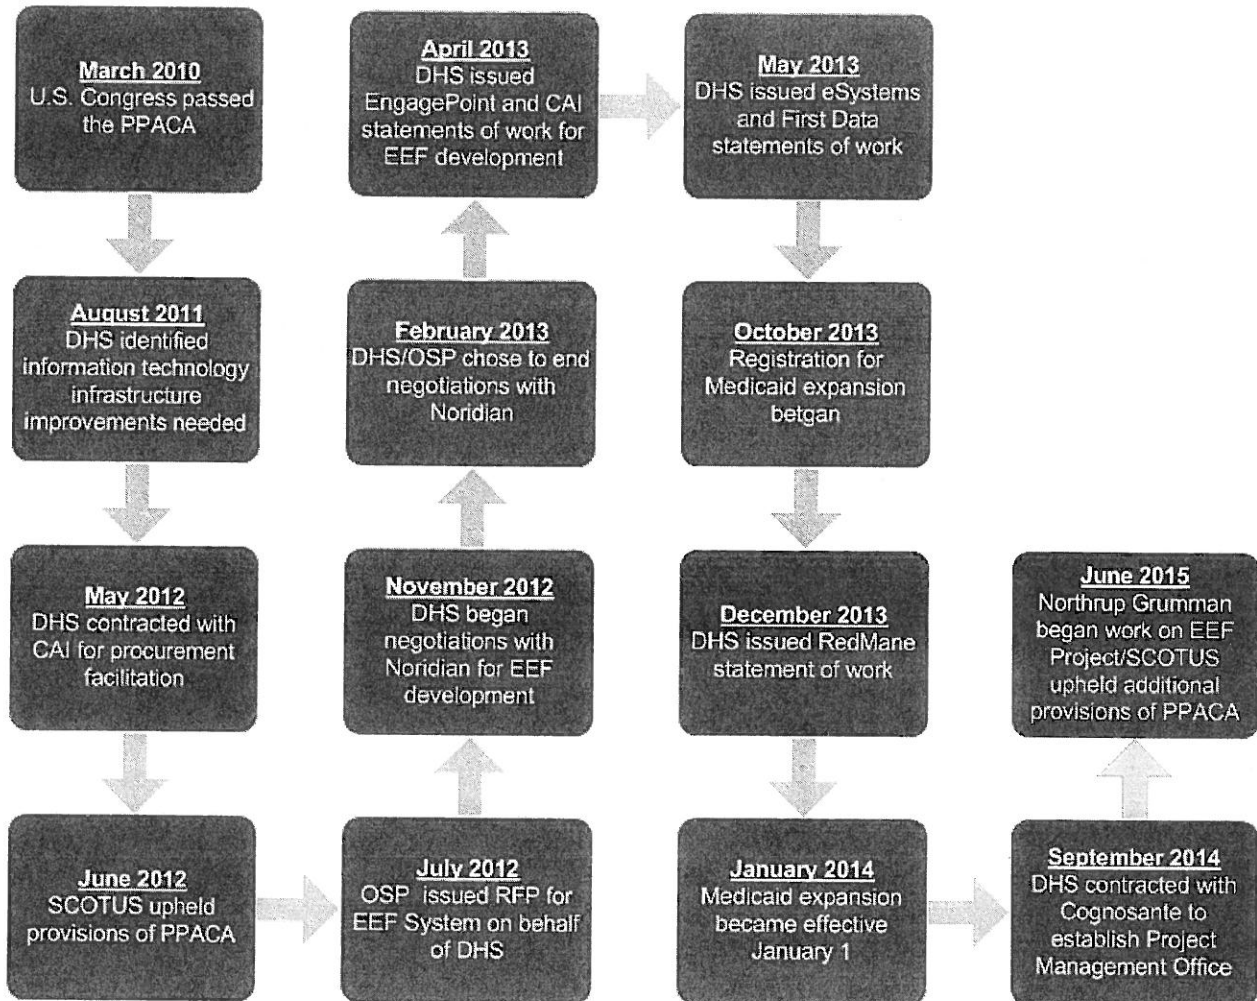 March 2010
U.S. Congress passed
the PPACA
August 2011
DHS identified
information technology
infrastructure
improvements needed
May 2012
DHS contracted with
CAI for procurement
facilitation
June 2012
SCOTUS upheld
provisions of PPACA
July 2012
OSP issued RFP for
EEF System on behalf
of DHS
November 2012
DHS began
negotiations with
Noridian for EEF
development
February 2013
DHS/OSP chose to end
negotiations with
Noridian
April 2013
DHS issued
EngagePoint and CAI
statements of work for
EEF development
May 2013
DHS issued eSystems
and First Data
statements of work
October 2013
Registration for
Medicaid expansion
betgan
December 2013
DHS issued RedMane
statement of work
January 2014
Medicaid expansion
became effective
January 1
September 2014
DHS contracted with
Cognosante to
establish Project
Management Office
June 2015
Northrup Grumman
began work on EEF
Project/SCOTUS
upheld additional
provisions of PPACA